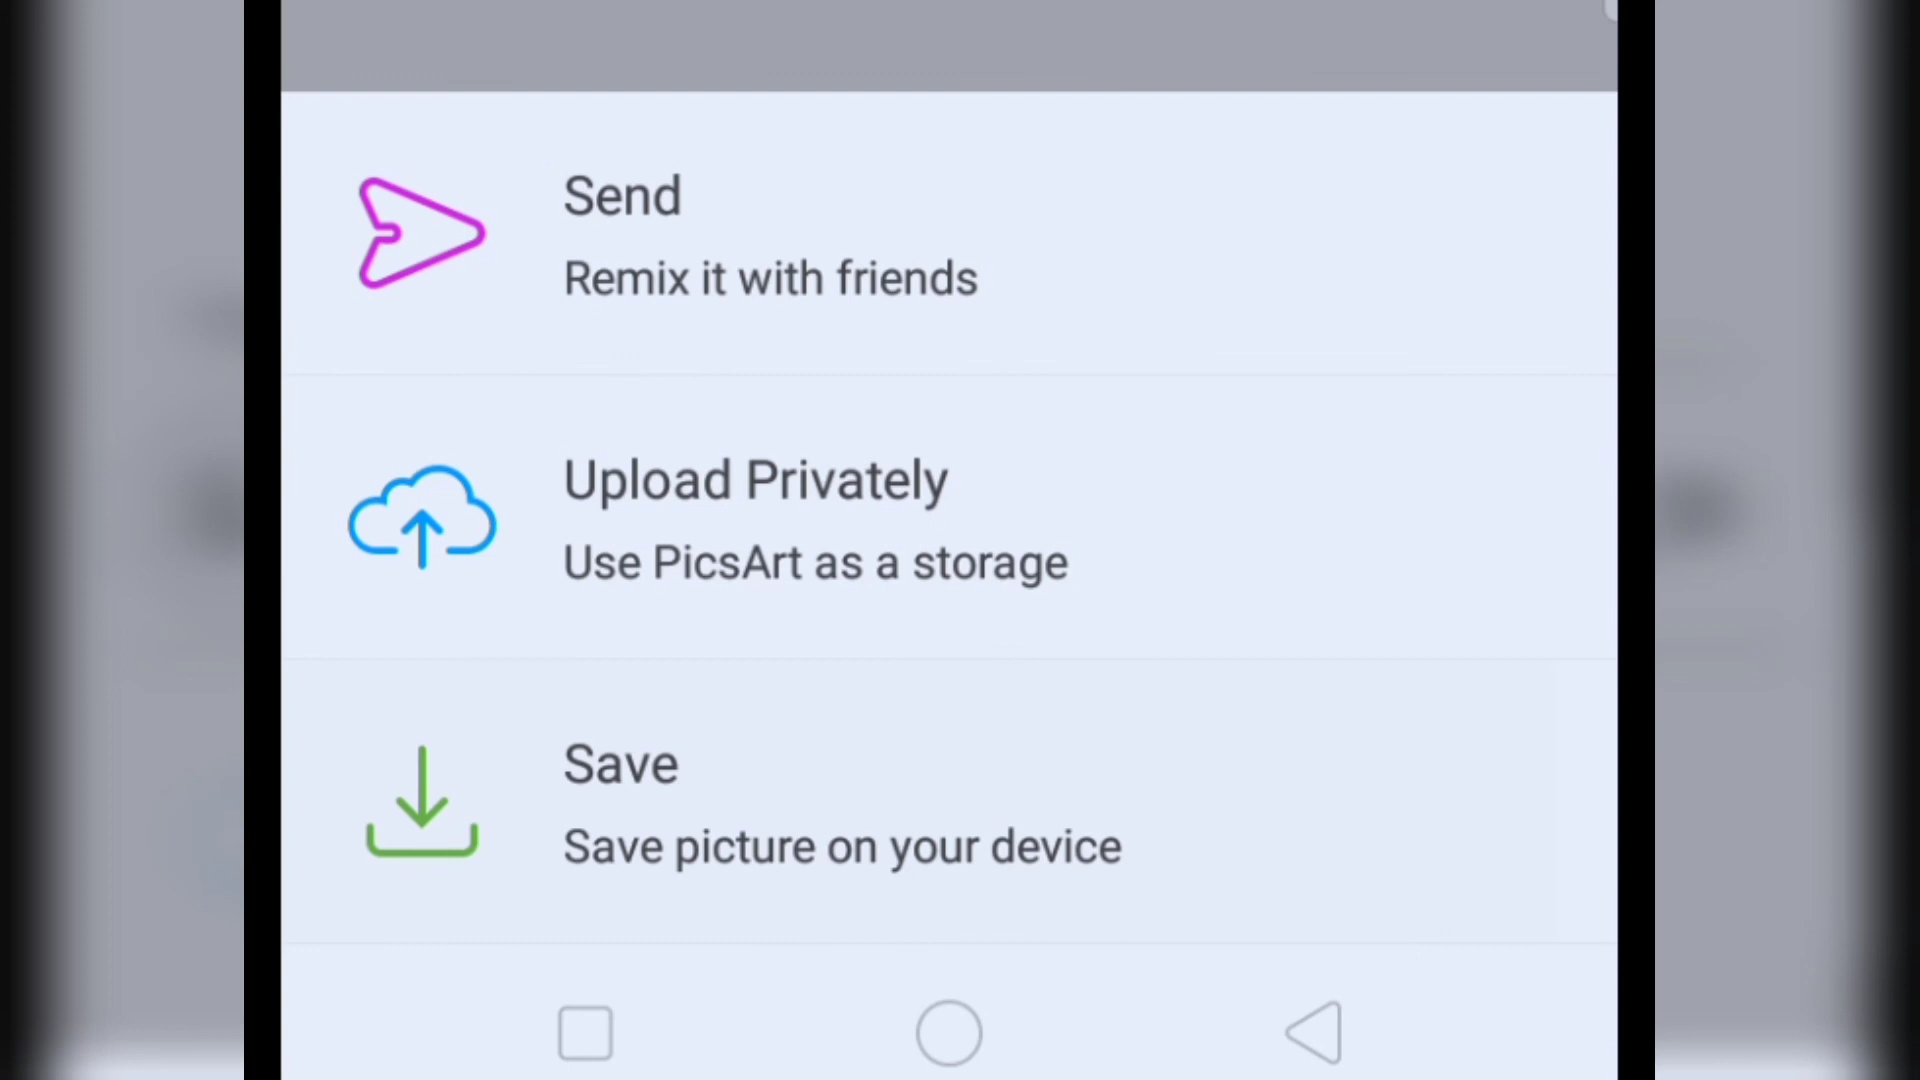 Send
Remix it with friends
Upload Privately
Use PicsArt as a storage
Save
Save picture on your device